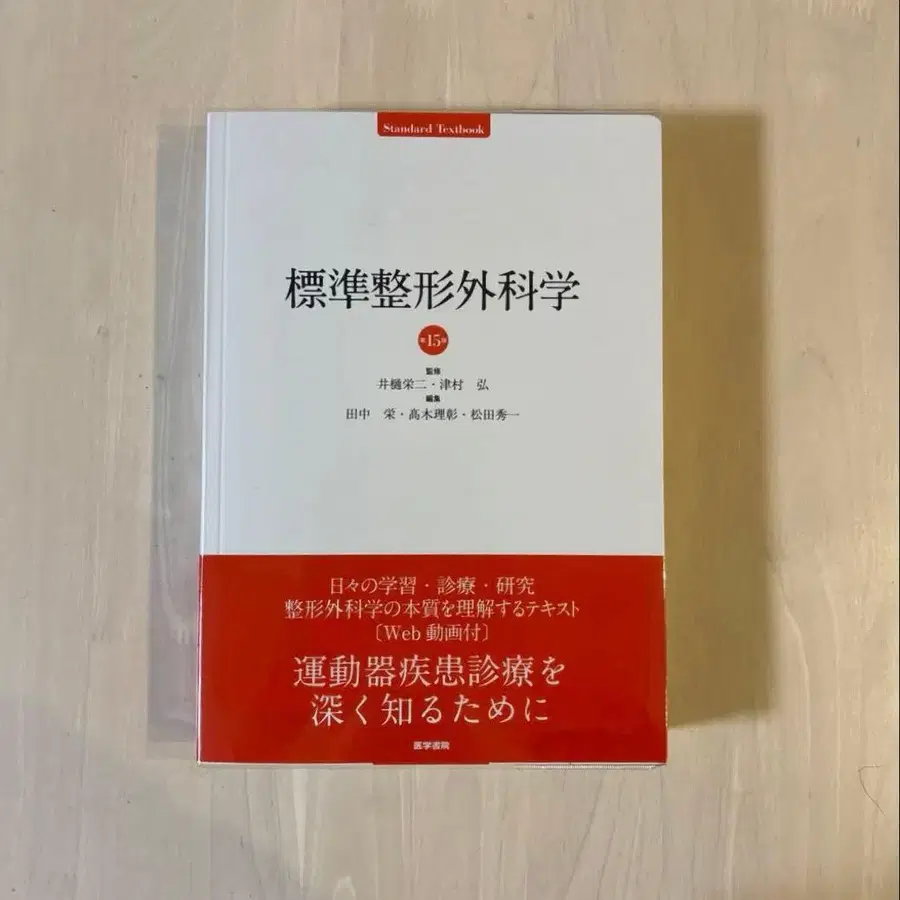 Standard Textbook
標準整形外科学
第15版
監修
井樋栄二・津村　弘
編集
田中　栄・髙木理彰・松田秀一
日々の学習・診療・研究
整形外科学の本質を理解するテキスト
〔Web動画付〕
運動器疾患診療を
深く知るために
医学書院